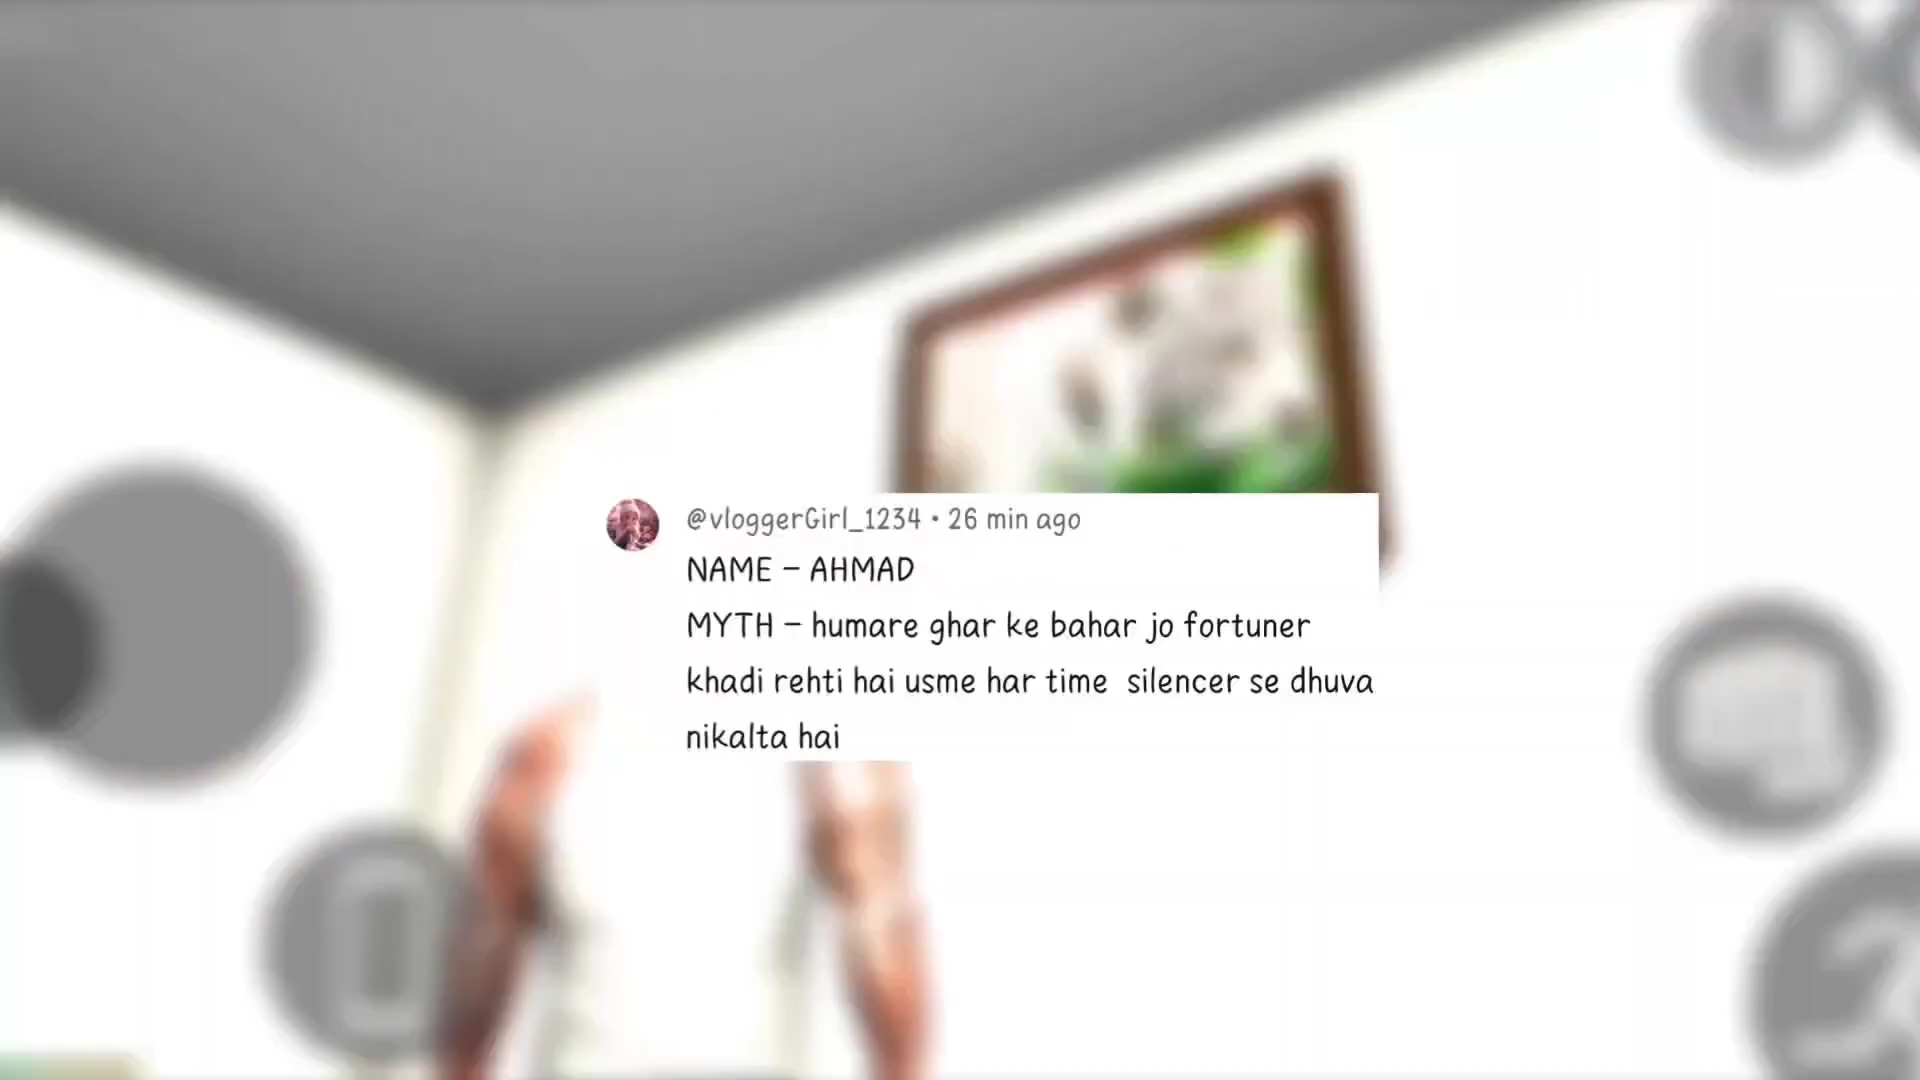 @vloggerGirl_1234 • 26 min ago
NAME - AHMAD
MYTH - humare ghar ke bahar jo fortuner
khadi rehti hai usme har time silencer se dhuva
nikalta hai